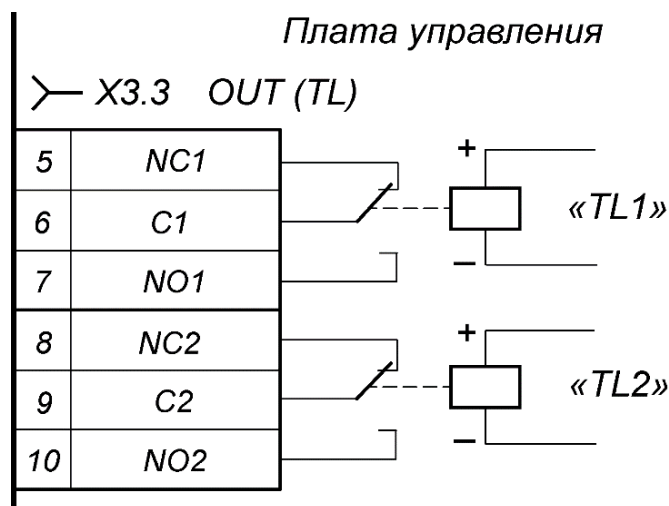 Плата управления
X3.3 OUT (TL)
5 NC1
6 C1
7 NO1
8 NC2
9 C2
10 NO2
+
«TL1»
–
+
«TL2»
–